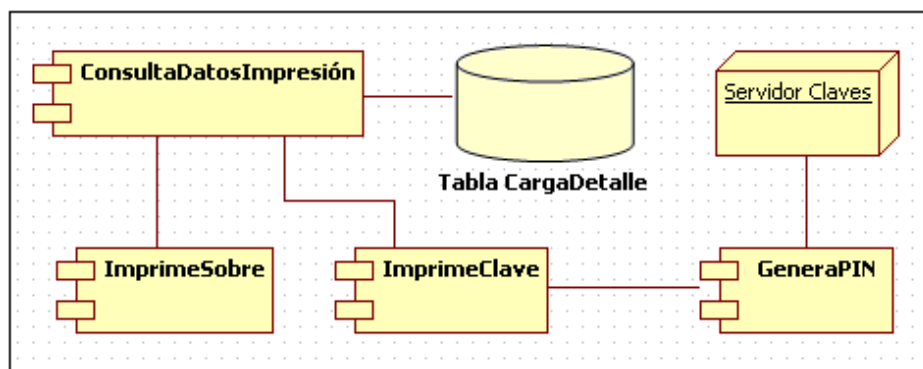 ConsultaDatosImpresión
Servidor Claves
Tabla CargaDetalle
ImprimeSobre
ImprimeClave
GeneraPIN